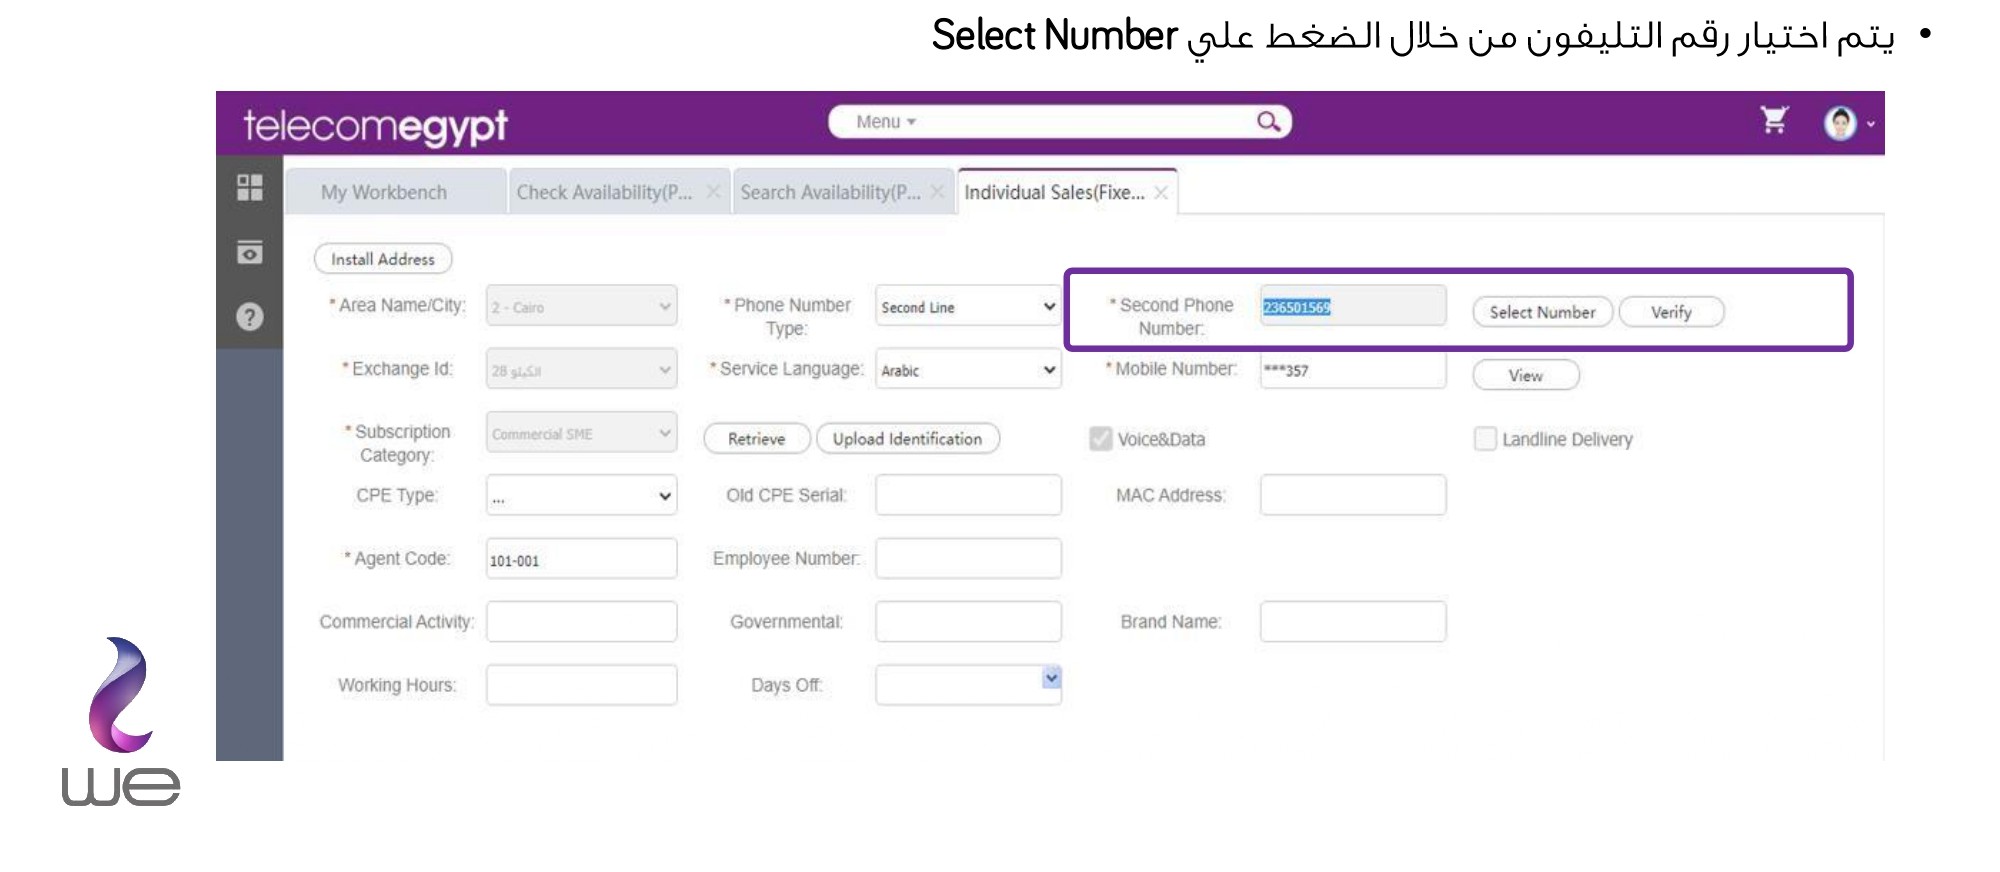 • يتم اختيار رقم التليفون من خلال الضغط علي Select Number
telecomegypt
Menu
My Workbench
Check Availability(P...
Search Availability(P...
Individual Sales(Fixe...
Install Address
* Area Name/City:
2 - Cairo
* Phone Number Type:
Second Line
* Second Phone Number:
236501569
Select Number
Verify
* Exchange Id:
الكيلو 28
* Service Language:
Arabic
* Mobile Number:
***357
View
* Subscription Category:
Commercial SME
Retrieve
Upload Identification
Voice&Data
Landline Delivery
CPE Type:
...
Old CPE Serial:
MAC Address:
* Agent Code:
101-001
Employee Number:
Commercial Activity:
Governmental:
Brand Name:
Working Hours:
Days Off:
we